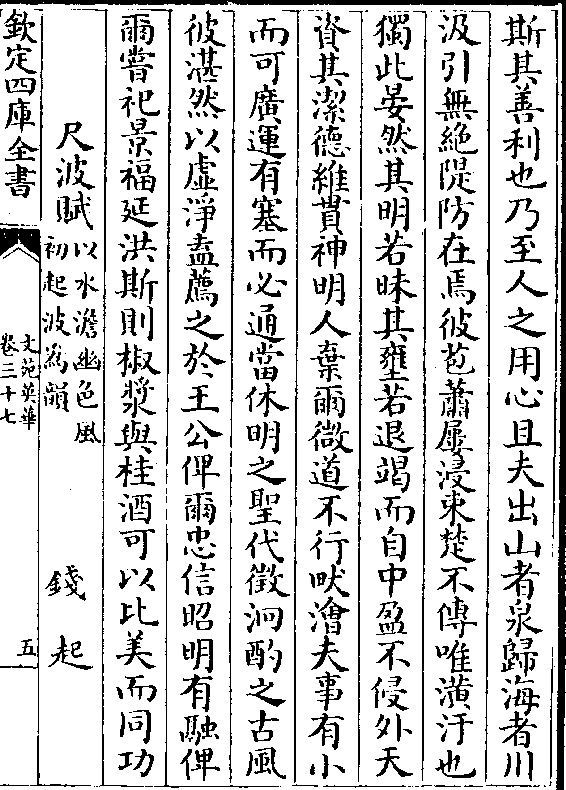 斯其善利也乃至人之用心且夫出山者泉歸海者川
汲引無絶隄防在焉彼苞蕭屢浸束楚不傳唯潢汙也
獨此晏然其明若昧其壅若退竭而自中盈不侵外天
資其潔德維貫神明人棄爾微道不行畎澮夫事有小
而可廣運有塞而必通當休明之聖代徵泂酌之古風
彼湛然以虛淨盍薦之於王公俾爾忠信昭明有融俾
爾嘗祀景福延洪斯則椒漿與桂酒可以比美而同功
尺波賦 以水澹幽色風初起波為韻 錢起
欽定四庫全書 文苑英華 卷三十七 五